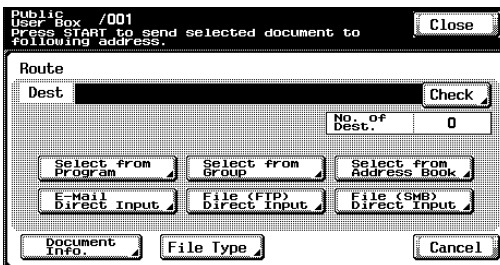 Public
User Box /001
Close
Press START to send selected document to
following address.
Route
Dest
Check
No. of
Dest.
0
Select from
Program
Select from
Group
Select from
Address Book
E-Mail
Direct Input
File (FTP)
Direct Input
File (SMB)
Direct Input
Document
Info.
File Type
Cancel